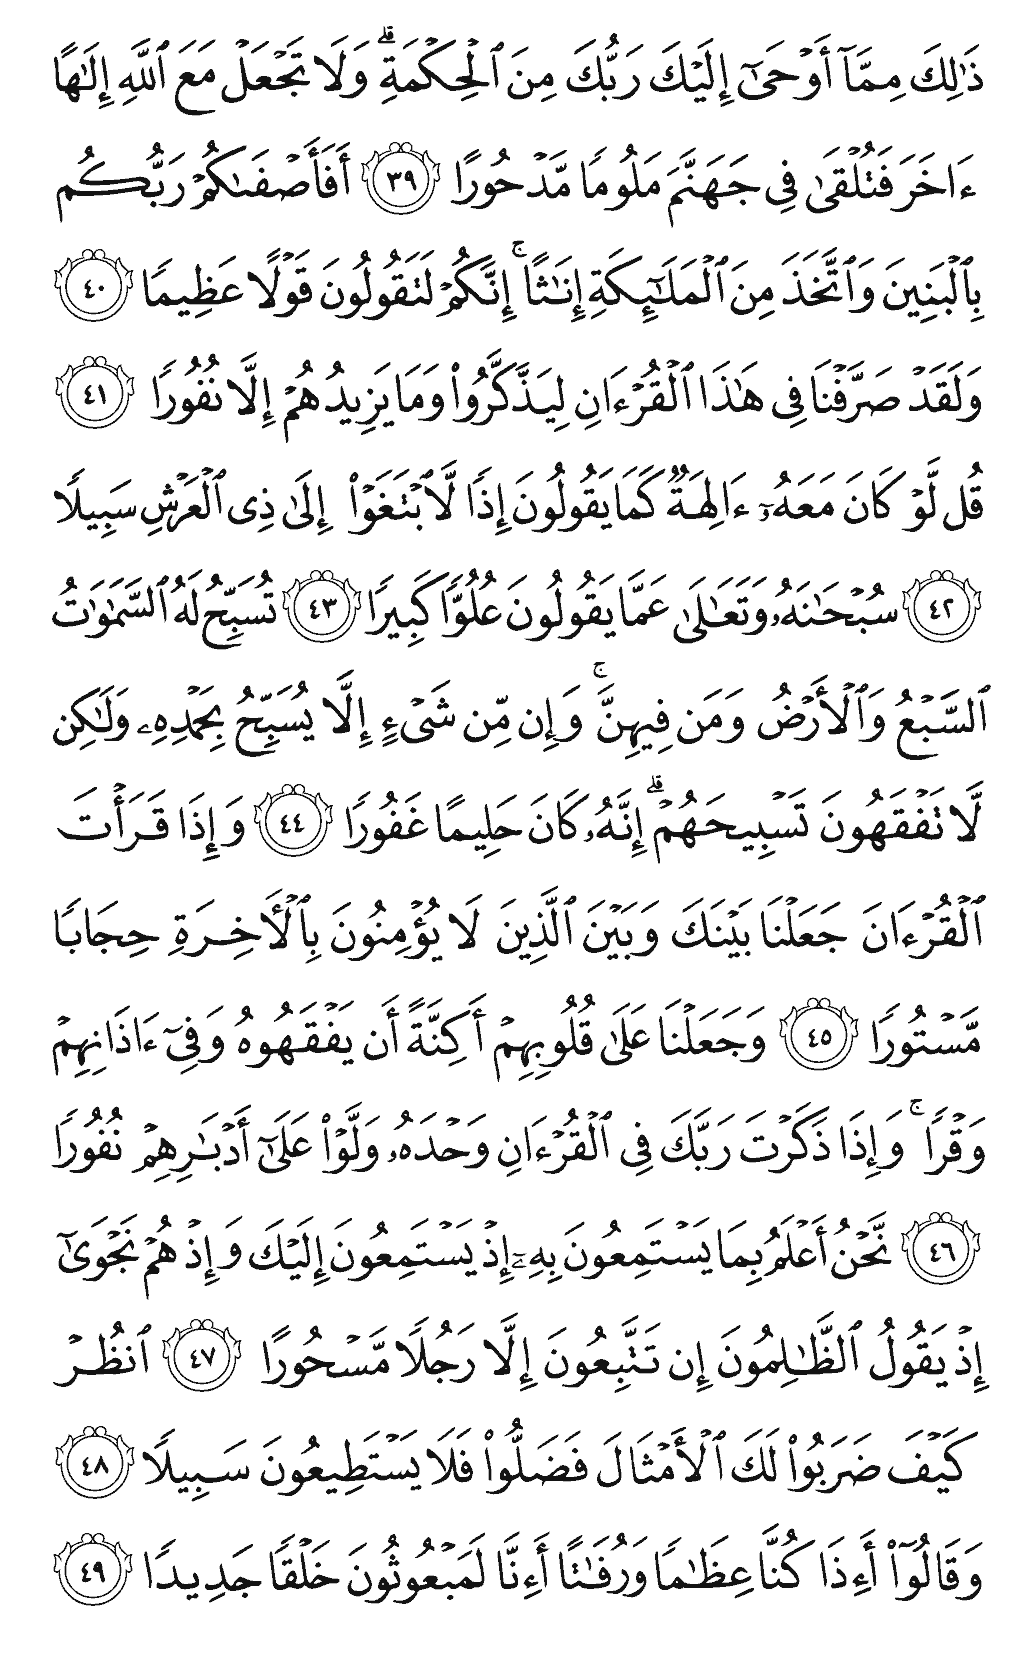 ذَٰلِكَ مِمَّآ أَوۡحَىٰٓ إِلَيۡكَ رَبُّكَ مِنَ ٱلۡحِكۡمَةِۗ وَلَا تَجۡعَلۡ مَعَ ٱللَّهِ إِلَٰهًا
ءَاخَرَ فَتُلۡقَىٰ فِي جَهَنَّمَ مَلُومٗا مَّدۡحُورًا ٣٩ أَفَأَصۡفَىٰكُمۡ رَبُّكُم
بِٱلۡبَنِينَ وَٱتَّخَذَ مِنَ ٱلۡمَلَٰٓئِكَةِ إِنَٰثًاۚ إِنَّكُمۡ لَتَقُولُونَ قَوۡلًا عَظِيمٗا ٤٠
وَلَقَدۡ صَرَّفۡنَا فِي هَٰذَا ٱلۡقُرۡءَانِ لِيَذَّكَّرُواْ وَمَا يَزِيدُهُمۡ إِلَّا نُفُورٗا ٤١
قُل لَّوۡ كَانَ مَعَهُۥٓ ءَالِهَةٞ كَمَا يَقُولُونَ إِذٗا لَّٱبۡتَغَوۡاْ إِلَىٰ ذِي ٱلۡعَرۡشِ سَبِيلٗا
٤٢ سُبۡحَٰنَهُۥ وَتَعَٰلَىٰ عَمَّا يَقُولُونَ عُلُوّٗا كَبِيرٗا ٤٣ تُسَبِّحُ لَهُ ٱلسَّمَٰوَٰتُ
ٱلسَّبۡعُ وَٱلۡأَرۡضُ وَمَن فِيهِنَّۚ وَإِن مِّن شَيۡءٍ إِلَّا يُسَبِّحُ بِحَمۡدِهِۦ وَلَٰكِن
لَّا تَفۡقَهُونَ تَسۡبِيحَهُمۡۗ إِنَّهُۥ كَانَ حَلِيمًا غَفُورٗا ٤٤ وَإِذَا قَرَأۡتَ
ٱلۡقُرۡءَانَ جَعَلۡنَا بَيۡنَكَ وَبَيۡنَ ٱلَّذِينَ لَا يُؤۡمِنُونَ بِٱلۡأٓخِرَةِ حِجَابٗا
مَّسۡتُورٗا ٤٥ وَجَعَلۡنَا عَلَىٰ قُلُوبِهِمۡ أَكِنَّةً أَن يَفۡقَهُوهُ وَفِيٓ ءَاذَانِهِمۡ
وَقۡرٗاۚ وَإِذَا ذَكَرۡتَ رَبَّكَ فِي ٱلۡقُرۡءَانِ وَحۡدَهُۥ وَلَّوۡاْ عَلَىٰٓ أَدۡبَٰرِهِمۡ نُفُورٗا
٤٦ نَّحۡنُ أَعۡلَمُ بِمَا يَسۡتَمِعُونَ بِهِۦٓ إِذۡ يَسۡتَمِعُونَ إِلَيۡكَ وَإِذۡ هُمۡ نَجۡوَىٰٓ
إِذۡ يَقُولُ ٱلظَّٰلِمُونَ إِن تَتَّبِعُونَ إِلَّا رَجُلٗا مَّسۡحُورًا ٤٧ ٱنظُرۡ
كَيۡفَ ضَرَبُواْ لَكَ ٱلۡأَمۡثَالَ فَضَلُّواْ فَلَا يَسۡتَطِيعُونَ سَبِيلٗا ٤٨
وَقَالُوٓاْ أَءِذَا كُنَّا عِظَٰمٗا وَرُفَٰتًا أَءِنَّا لَمَبۡعُوثُونَ خَلۡقٗا جَدِيدٗا ٤٩